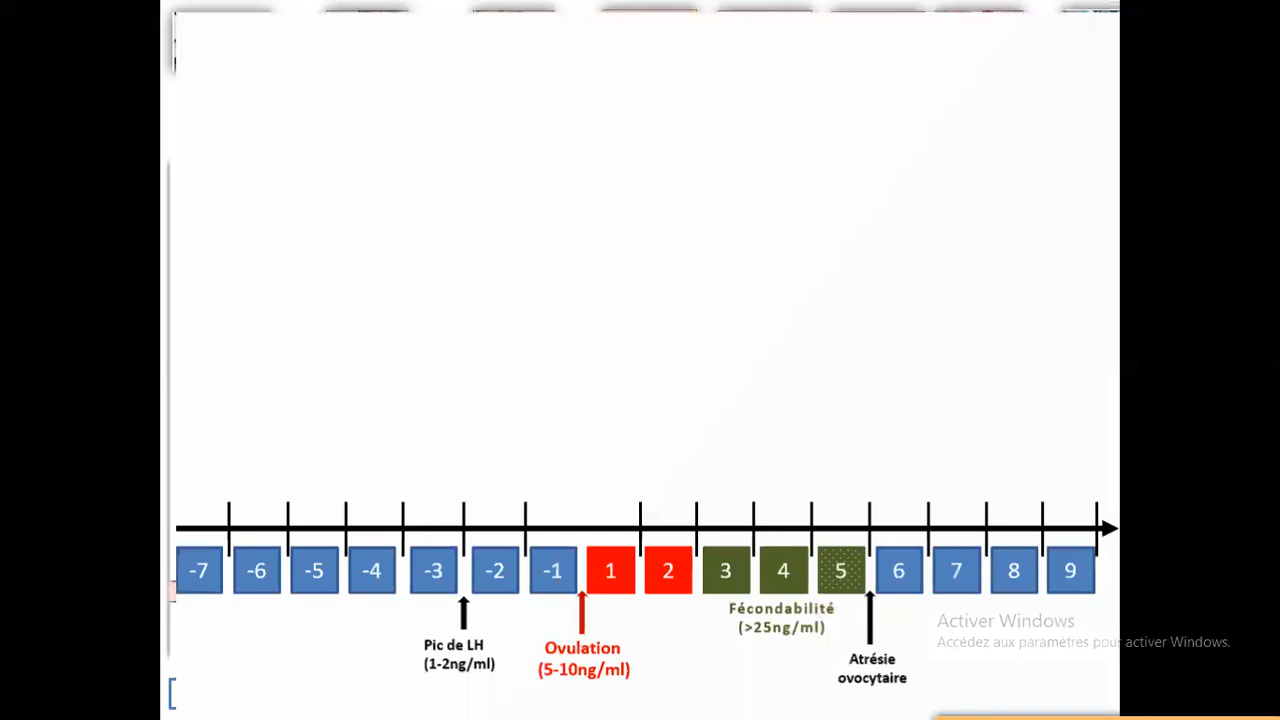 -7 -6 -5 -4 -3 -2 -1 1 2 3 4 5 6 7 8 9
Fécondabilité
(>25ng/ml)
Pic de LH
(1-2ng/ml)
Ovulation
(5-10ng/ml)
Atrésie
ovocytaire
Activer Windows
Accédez aux paramètres pour activer Windows.